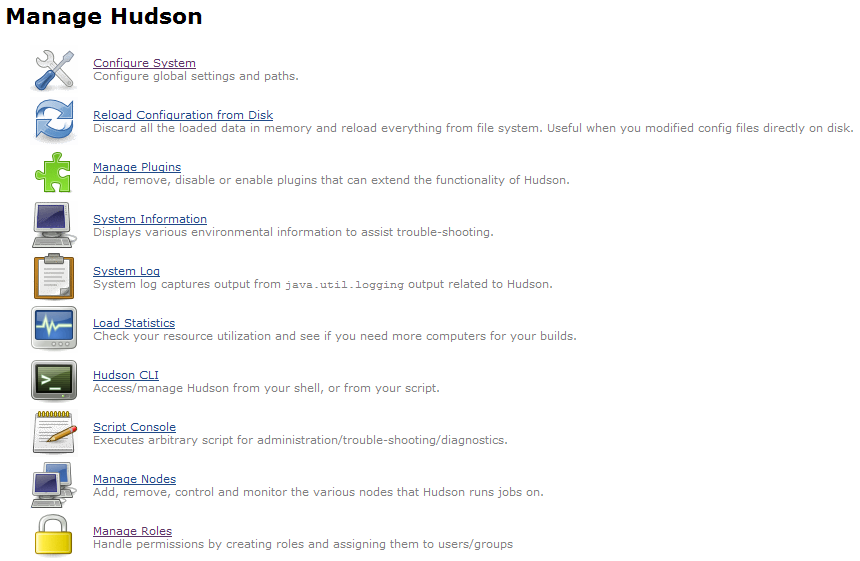 Manage Hudson
Configure System
Configure global settings and paths.
Reload Configuration from Disk
Discard all the loaded data in memory and reload everything from file system. Useful when you modified config files directly on disk.
Manage Plugins
Add, remove, disable or enable plugins that can extend the functionality of Hudson.
System Information
Displays various environmental information to assist trouble-shooting.
System Log
System log captures output from java.util.logging output related to Hudson.
Load Statistics
Check your resource utilization and see if you need more computers for your builds.
Hudson CLI
Access/manage Hudson from your shell, or from your script.
Script Console
Executes arbitrary script for administration/trouble-shooting/diagnostics.
Manage Nodes
Add, remove, control and monitor the various nodes that Hudson runs jobs on.
Manage Roles
Handle permissions by creating roles and assigning them to users/groups